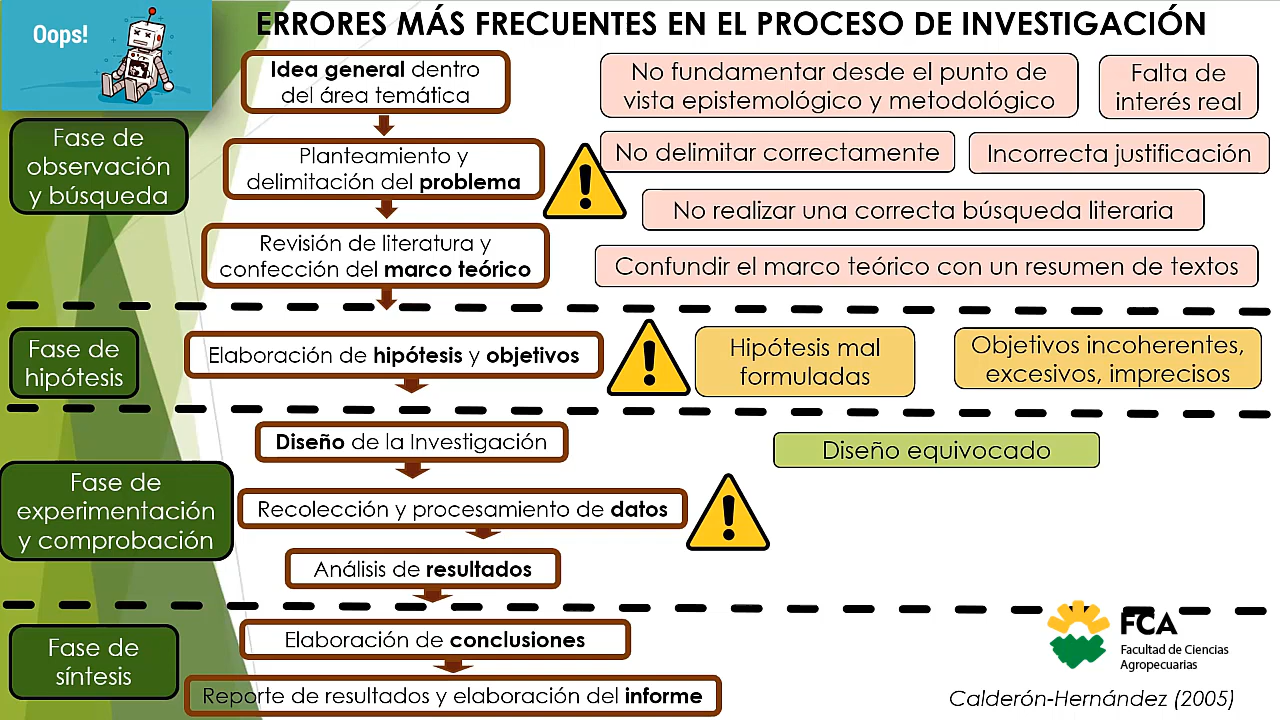 Oops!
ERRORES MÁS FRECUENTES EN EL PROCESO DE INVESTIGACIÓN
Fase de
observación
y búsqueda
Idea general dentro
del área temática
Planteamiento y
delimitación del problema
Revisión de literatura y
confección del marco teórico
No fundamentar desde el punto de
vista epistemológico y metodológico
Falta de
interés real
No delimitar correctamente
Incorrecta justificación
No realizar una correcta búsqueda literaria
Confundir el marco teórico con un resumen de textos
Fase de
hipótesis
Elaboración de hipótesis y objetivos
Hipótesis mal
formuladas
Objetivos incoherentes,
excesivos, imprecisos
Fase de
experimentación
y comprobación
Diseño de la Investigación
Recolección y procesamiento de datos
Análisis de resultados
Diseño equivocado
Fase de
síntesis
Elaboración de conclusiones
Reporte de resultados y elaboración del informe
FCA
Facultad de Ciencias
Agropecuarias
Calderón-Hernández (2005)